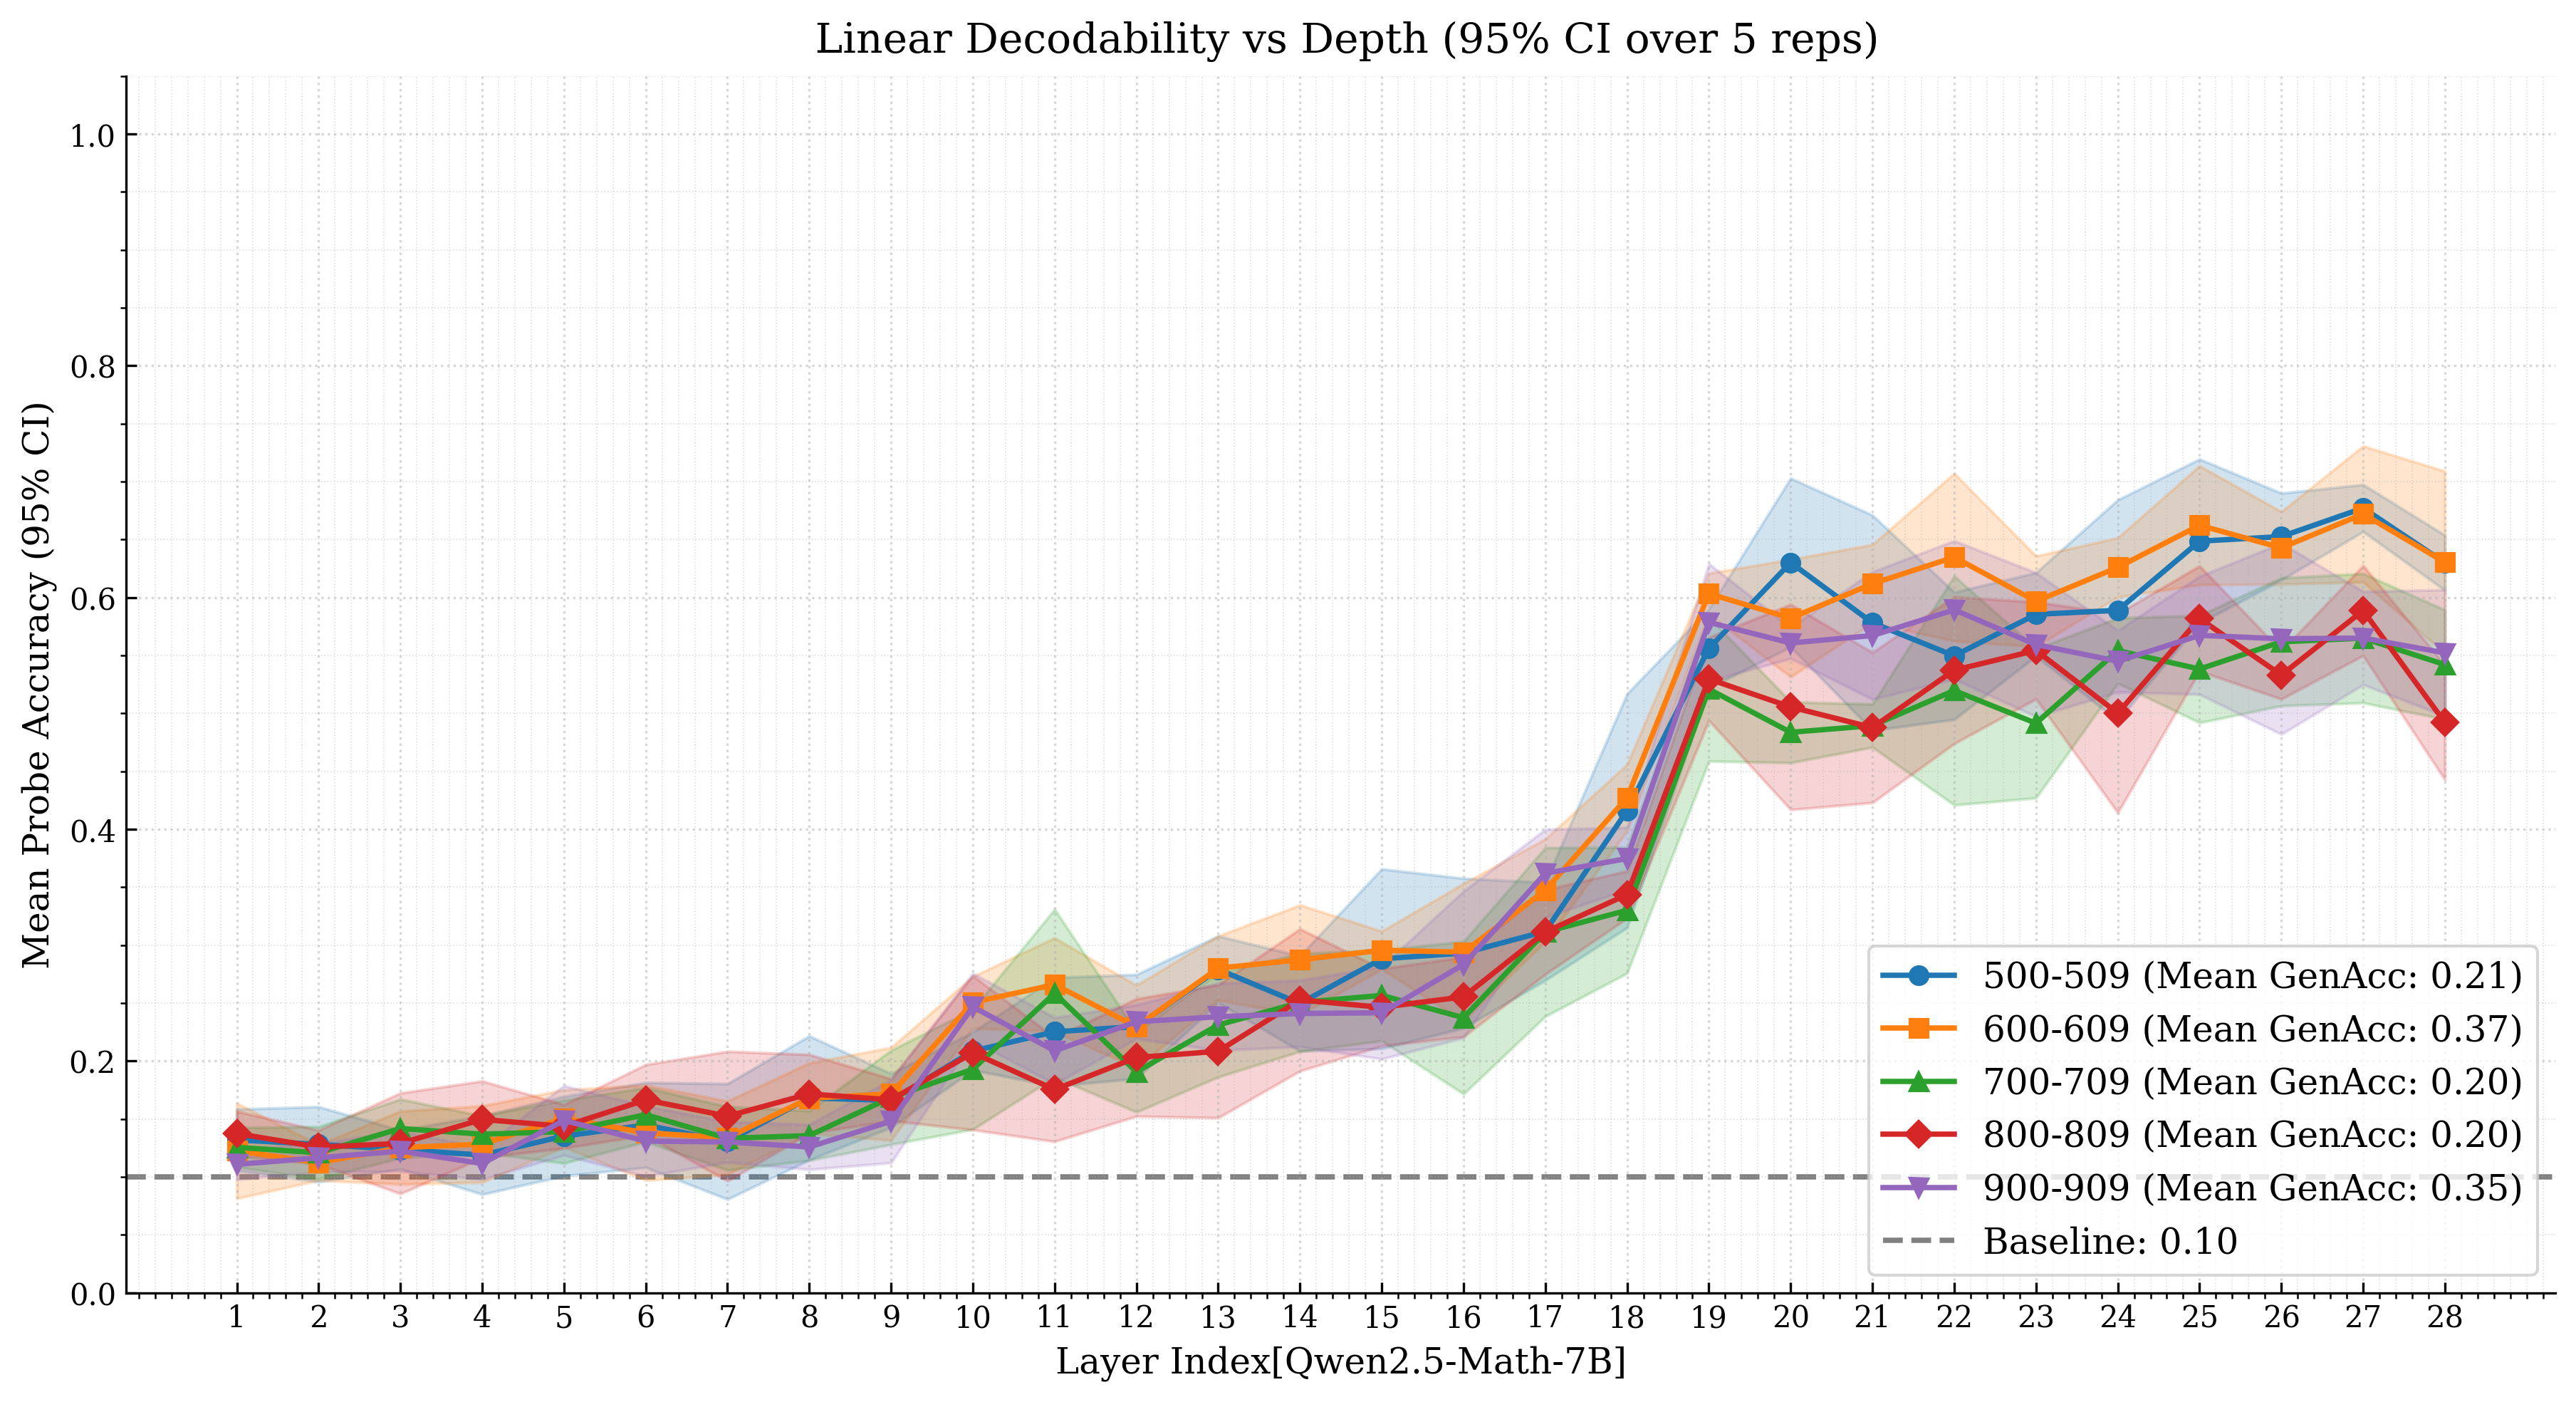 Linear Decodability vs Depth (95% CI over 5 reps)
Mean Probe Accuracy (95% CI)
1.0
0.8
0.6
0.4
0.2
0.0
500-509 (Mean GenAcc: 0.21)
600-609 (Mean GenAcc: 0.37)
700-709 (Mean GenAcc: 0.20)
800-809 (Mean GenAcc: 0.20)
900-909 (Mean GenAcc: 0.35)
Baseline: 0.10
1 2 3 4 5 6 7 8 9 10 11 12 13 14 15 16 17 18 19 20 21 22 23 24 25 26 27 28
Layer Index[Qwen2.5-Math-7B]